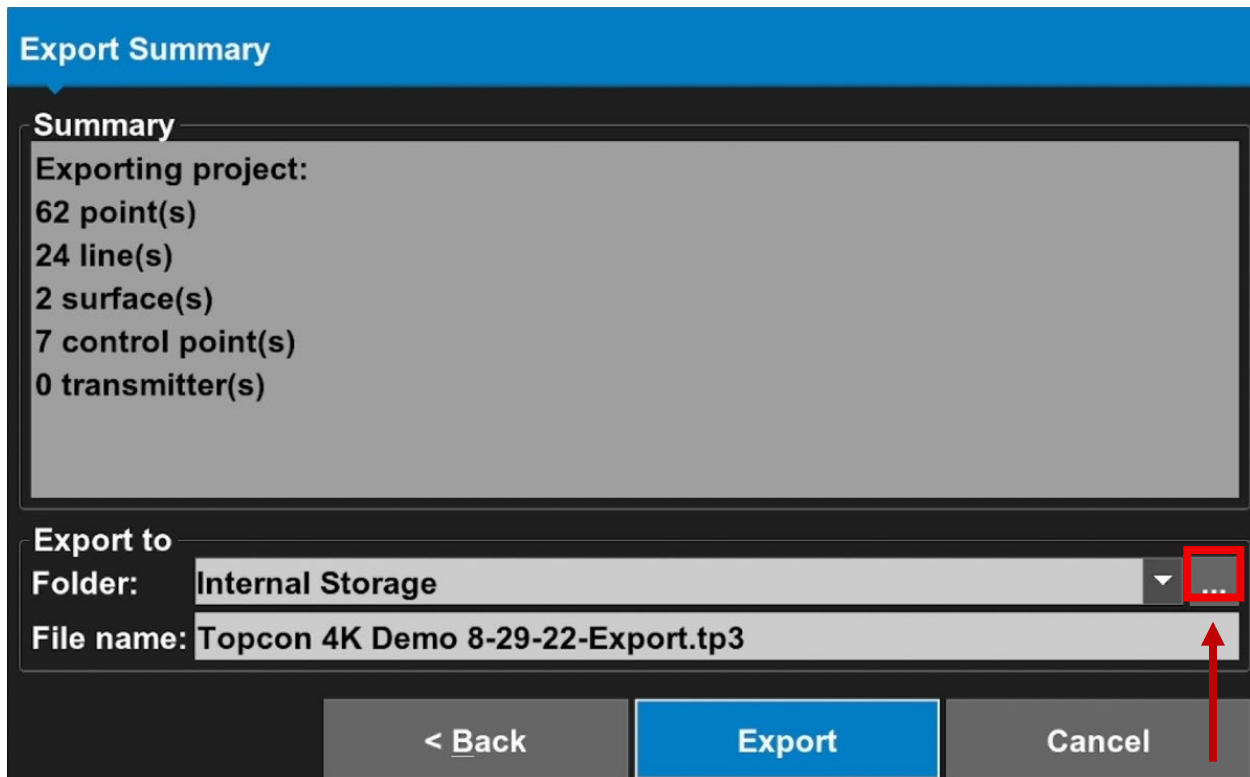 Export Summary
Summary
Exporting project:
62 point(s)
24 line(s)
2 surface(s)
7 control point(s)
0 transmitter(s)
Export to
Folder: Internal Storage ...
File name: Topcon 4K Demo 8-29-22-Export.tp3
< Back Export Cancel